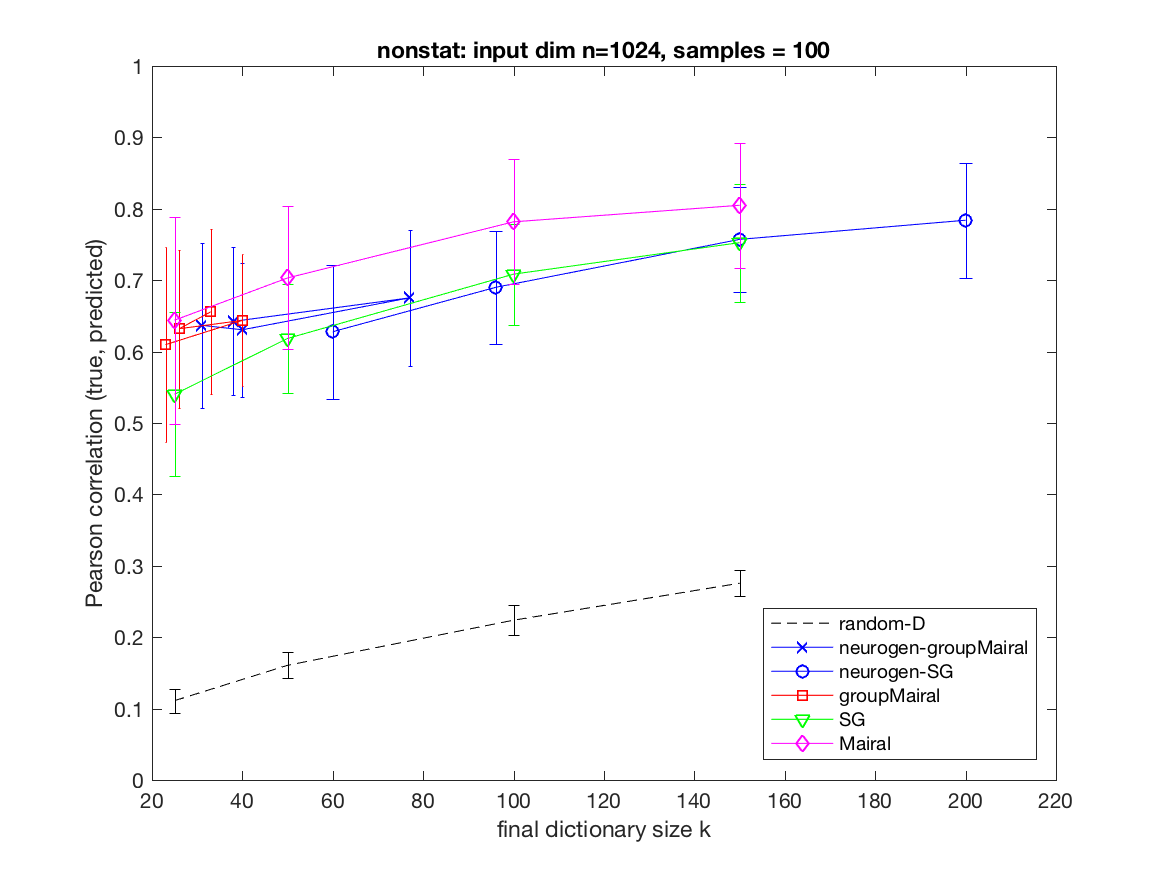 nonstat: input dim n=1024, samples = 100
Pearson correlation (true, predicted)
1
0.9
0.8
0.7
0.6
0.5
0.4
0.3
0.2
0.1
0
random-D
neurogen-groupMairal
neurogen-SG
groupMairal
SG
Mairal
20 40 60 80 100 120 140 160 180 200 220
final dictionary size k